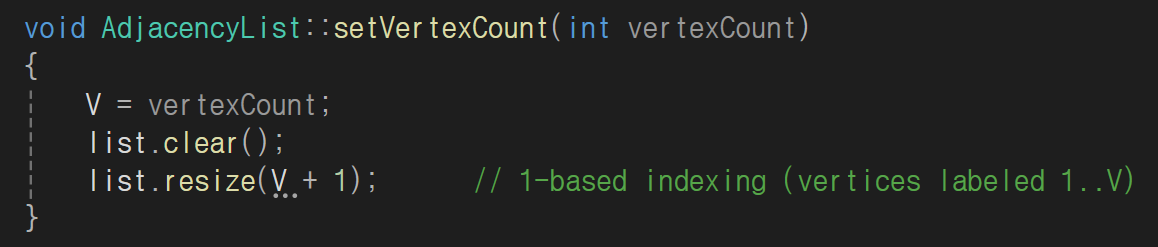 void AdjacencyList::setVertexCount(int vertexCount)
{
    V = vertexCount;
    list.clear();
    list.resize(V + 1);      // 1-based indexing (vertices labeled 1..V)
}